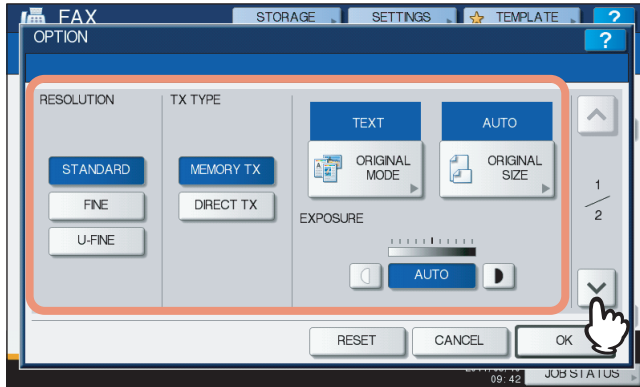 FAX STORAGE SETTINGS TEMPLATE ?
OPTION ?
RESOLUTION TX TYPE
TEXT AUTO
STANDARD MEMORY TX ORIGINAL MODE ORIGINAL SIZE
FINE DIRECT TX
1
2
EXPOSURE
U-FINE
AUTO
RESET CANCEL OK
09:42 JOB STATUS